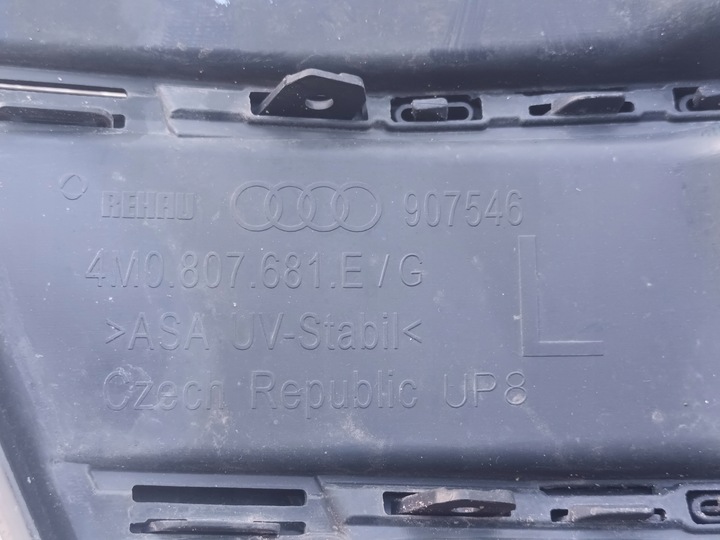 REHAU 907546
4M0.807.681.E/G
>ASA UV-Stabil<
Czech Republic UP8
L